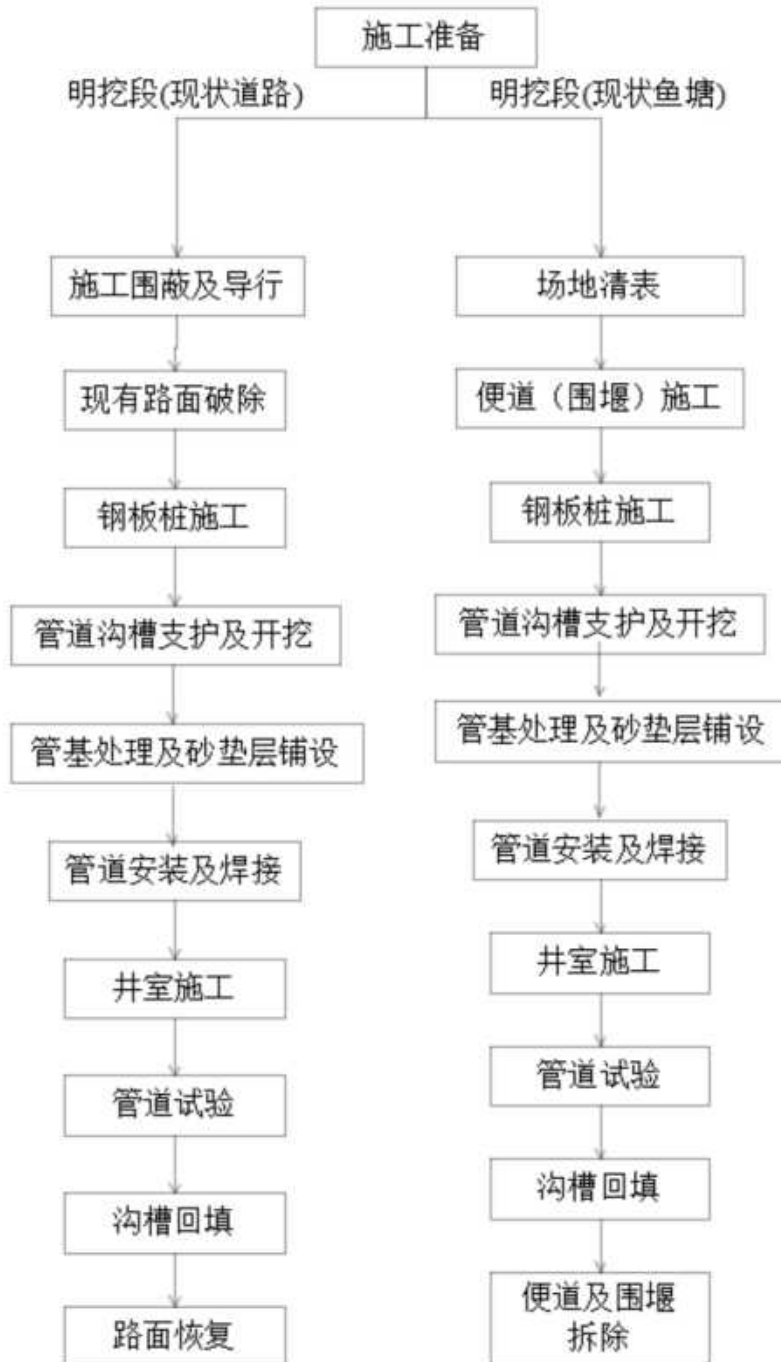 施工准备
明挖段(现状道路)
明挖段(现状鱼塘)
施工围蔽及导行
现有路面破除
钢板桩施工
管道沟槽支护及开挖
管基处理及砂垫层铺设
管道安装及焊接
井室施工
管道试验
沟槽回填
路面恢复
场地清表
便道（围堰）施工
钢板桩施工
管道沟槽支护及开挖
管基处理及砂垫层铺设
管道安装及焊接
井室施工
管道试验
沟槽回填
便道及围堰
拆除